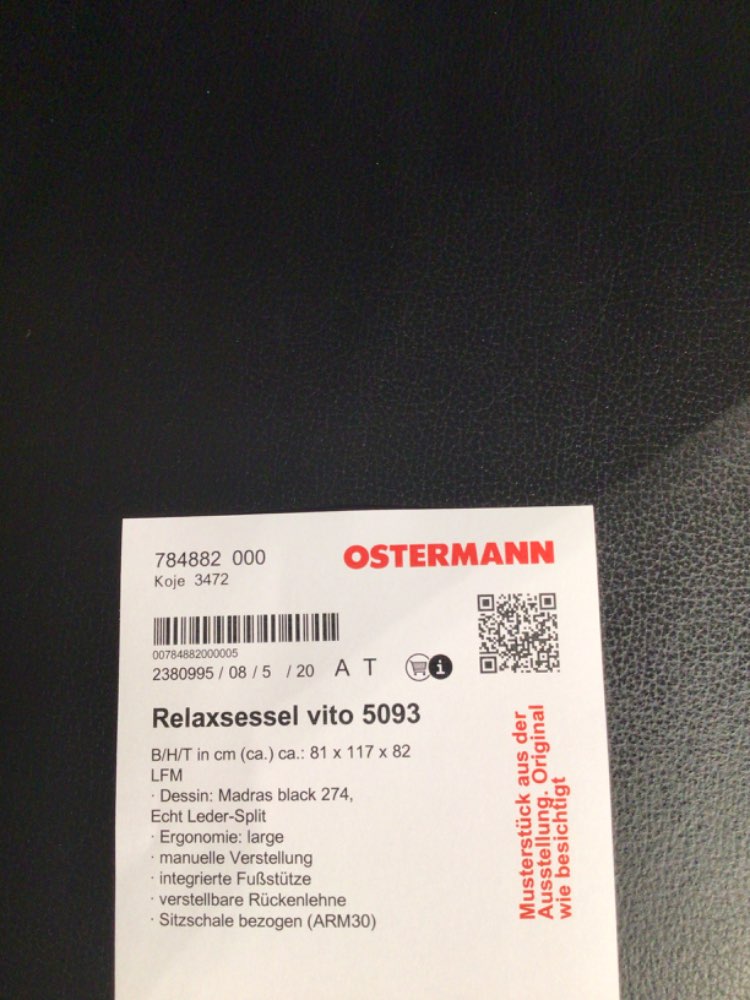 784882 000
OSTERMANN
Koje 3472
00784882000005
2380995 / 08 / 5 / 20 A T
i
Relaxsessel vito 5093
B/H/T in cm (ca.) ca.: 81 x 117 x 82
LFM
· Dessin: Madras black 274,
Echt Leder-Split
· Ergonomie: large
· manuelle Verstellung
· integrierte Fußstütze
· verstellbare Rückenlehne
· Sitzschale bezogen (ARM30)
Musterstück aus der
Ausstellung. Original
wie besichtigt